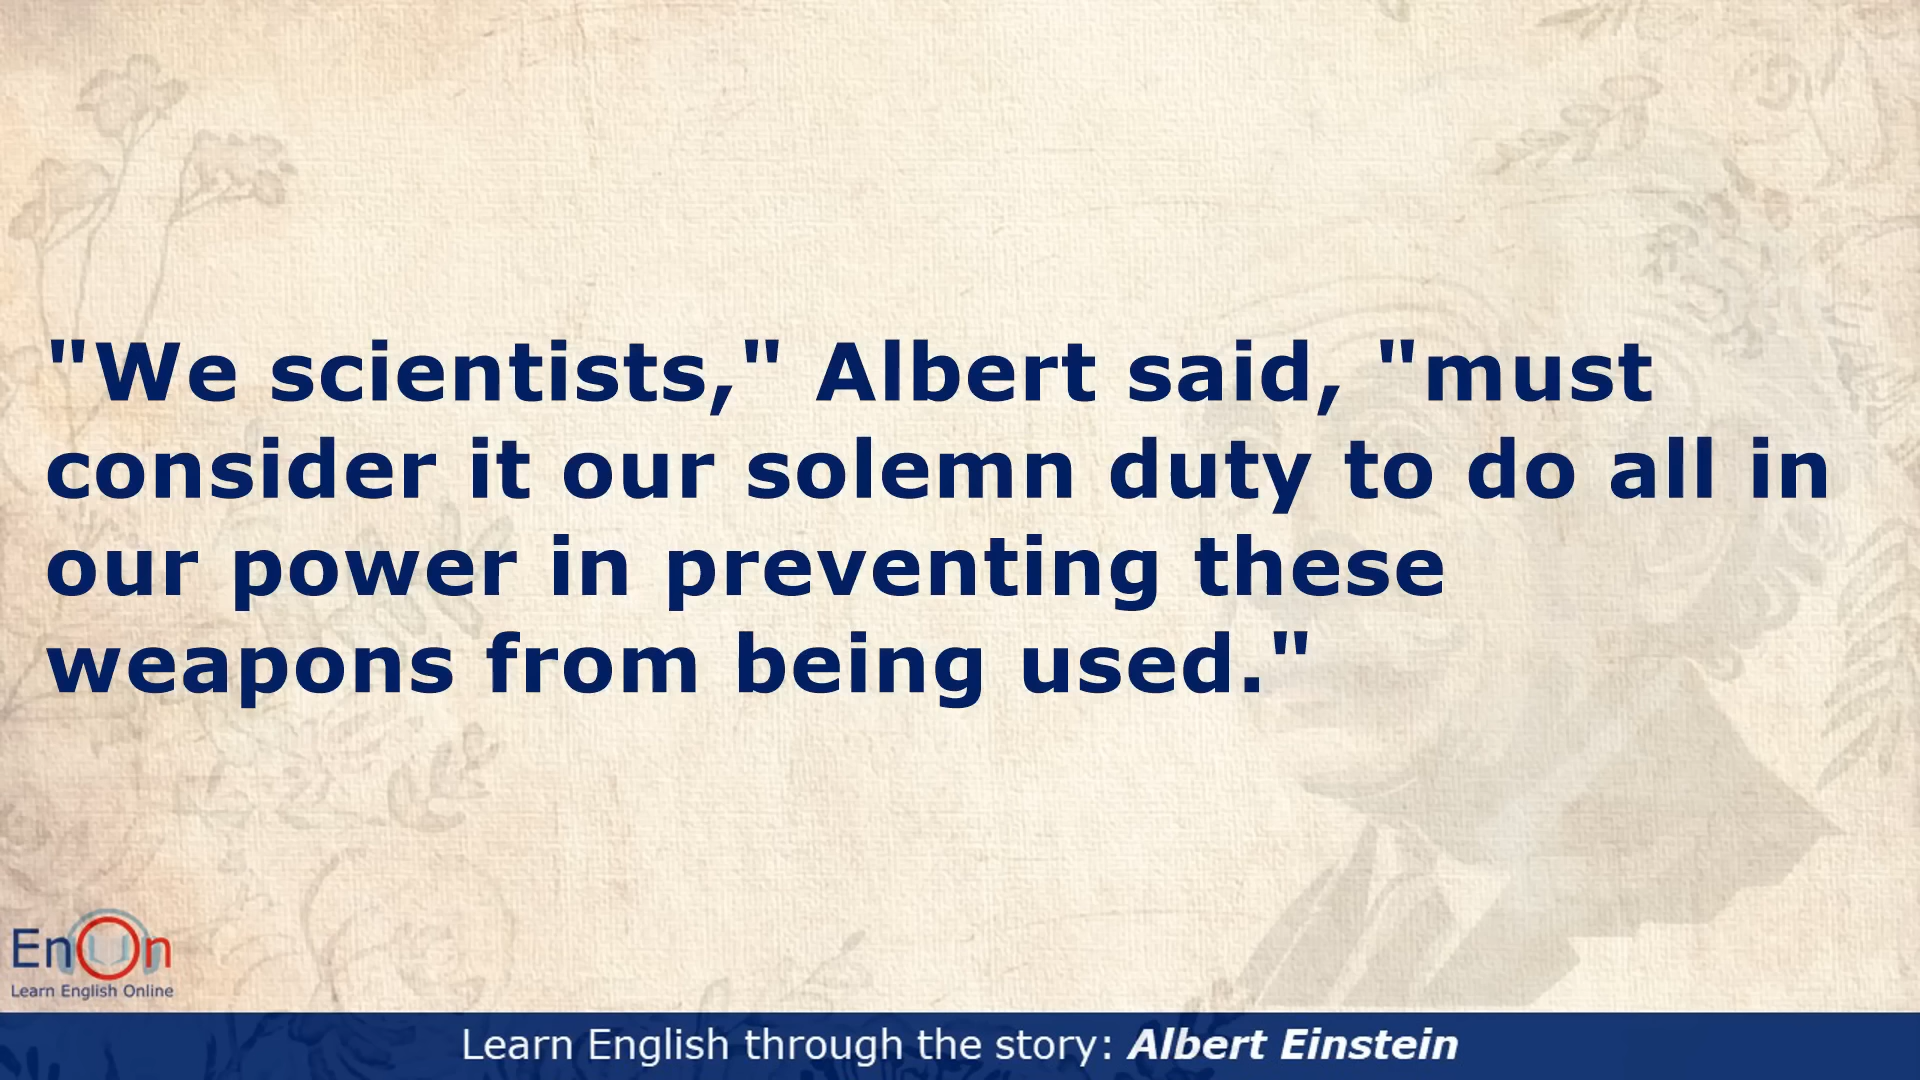 "We scientists," Albert said, "must
consider it our solemn duty to do all in
our power in preventing these
weapons from being used."
EnOn
Learn English Online
Learn English through the story: Albert Einstein